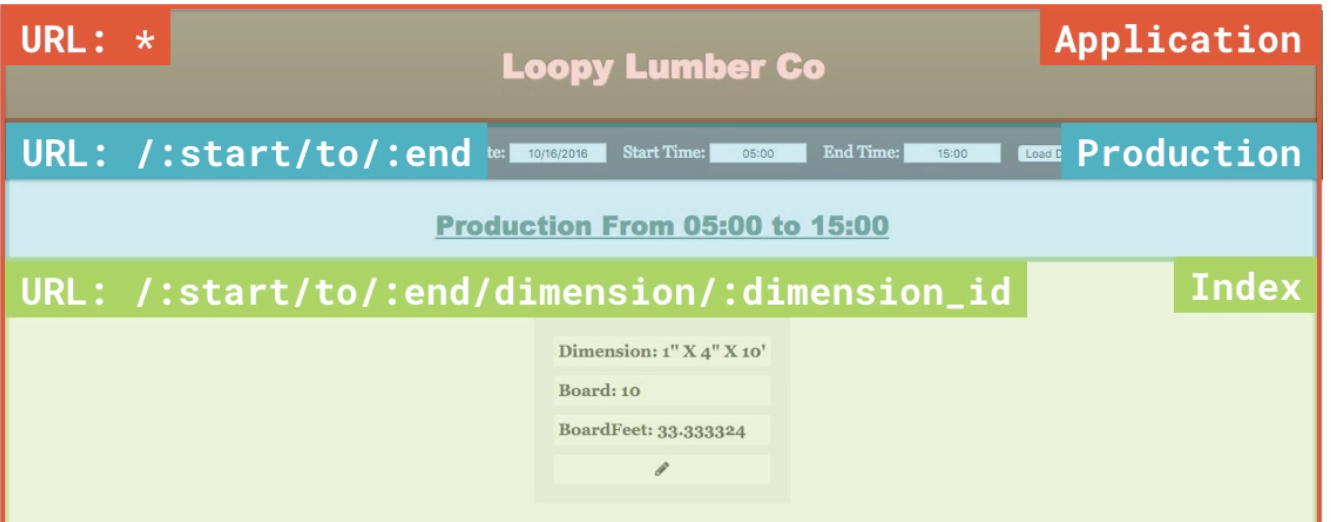 URL: *
Application
Loopy Lumber Co
URL: /:start/to/:end
te: 10/16/2016 Start Time: 05:00 End Time: 15:00 Load D
Production
Production From 05:00 to 15:00
URL: /:start/to/:end/dimension/:dimension_id
Index
Dimension: 1" X 4" X 10'
Board: 10
BoardFeet: 33.333324